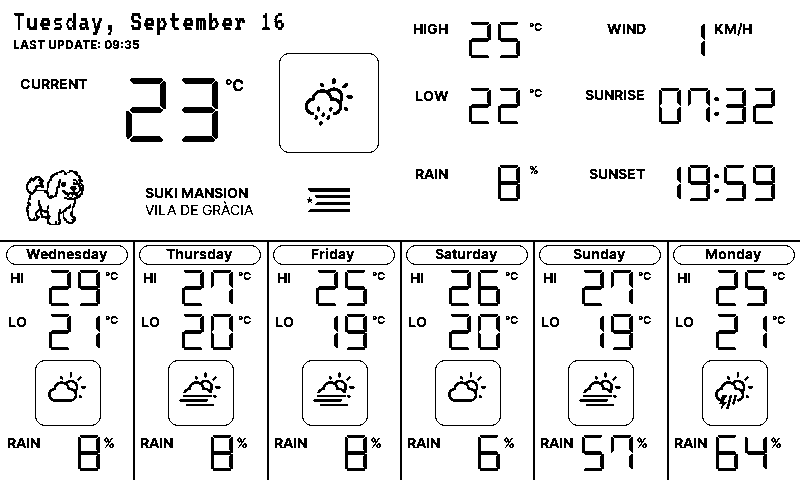 Tuesday, September 16
LAST UPDATE: 09:35
CURRENT 23 °C
HIGH 25 °C
LOW 22 °C
RAIN 8 %
WIND 1 KM/H
SUNRISE 07:32
SUNSET 19:59
SUKI MANSION
VILA DE GRÀCIA
Wednesday
HI 29 °C
LO 21 °C
RAIN 8 %
Thursday
HI 27 °C
LO 20 °C
RAIN 8 %
Friday
HI 25 °C
LO 19 °C
RAIN 8 %
Saturday
HI 26 °C
LO 20 °C
RAIN 6 %
Sunday
HI 27 °C
LO 19 °C
RAIN 57 %
Monday
HI 25 °C
LO 21 °C
RAIN 64 %